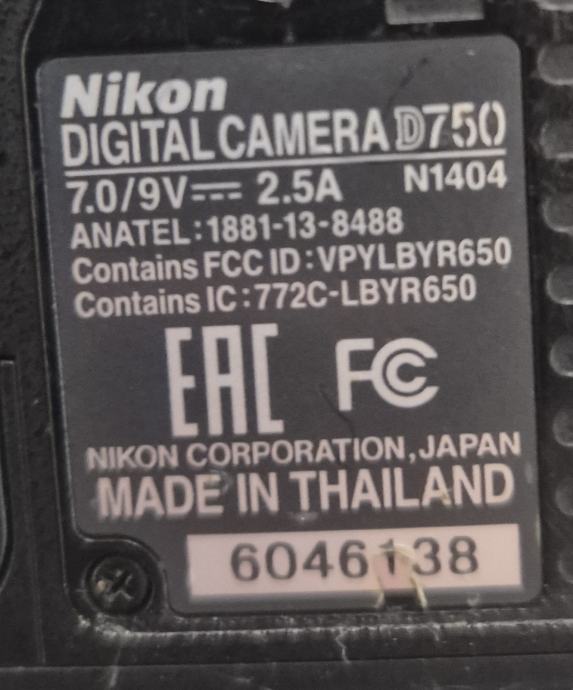 Nikon
DIGITAL CAMERA D750
7.0/9V⎓ 2.5A N1404
ANATEL:1881-13-8488
Contains FCC ID:VPYLBYR650
Contains IC:772C-LBYR650
EAC FC
NIKON CORPORATION,JAPAN
MADE IN THAILAND
6046138